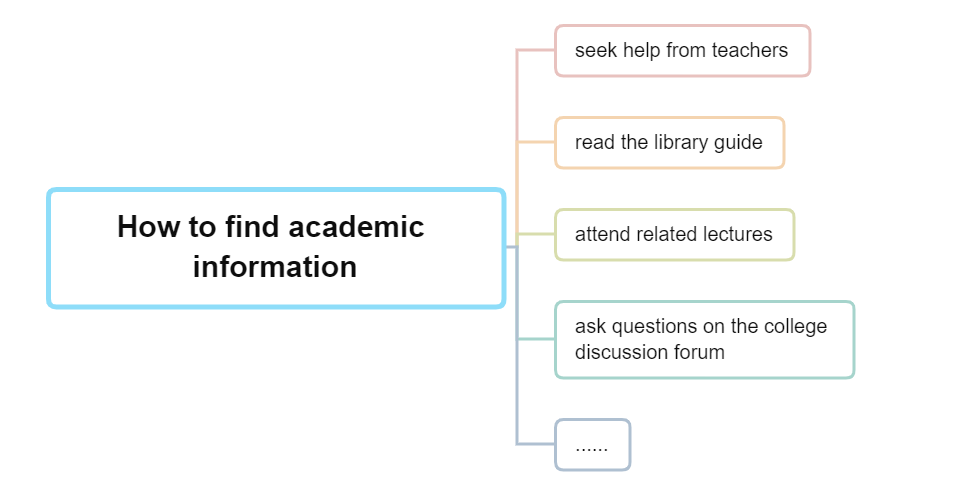 How to find academic
information
seek help from teachers
read the library guide
attend related lectures
ask questions on the college
discussion forum
......